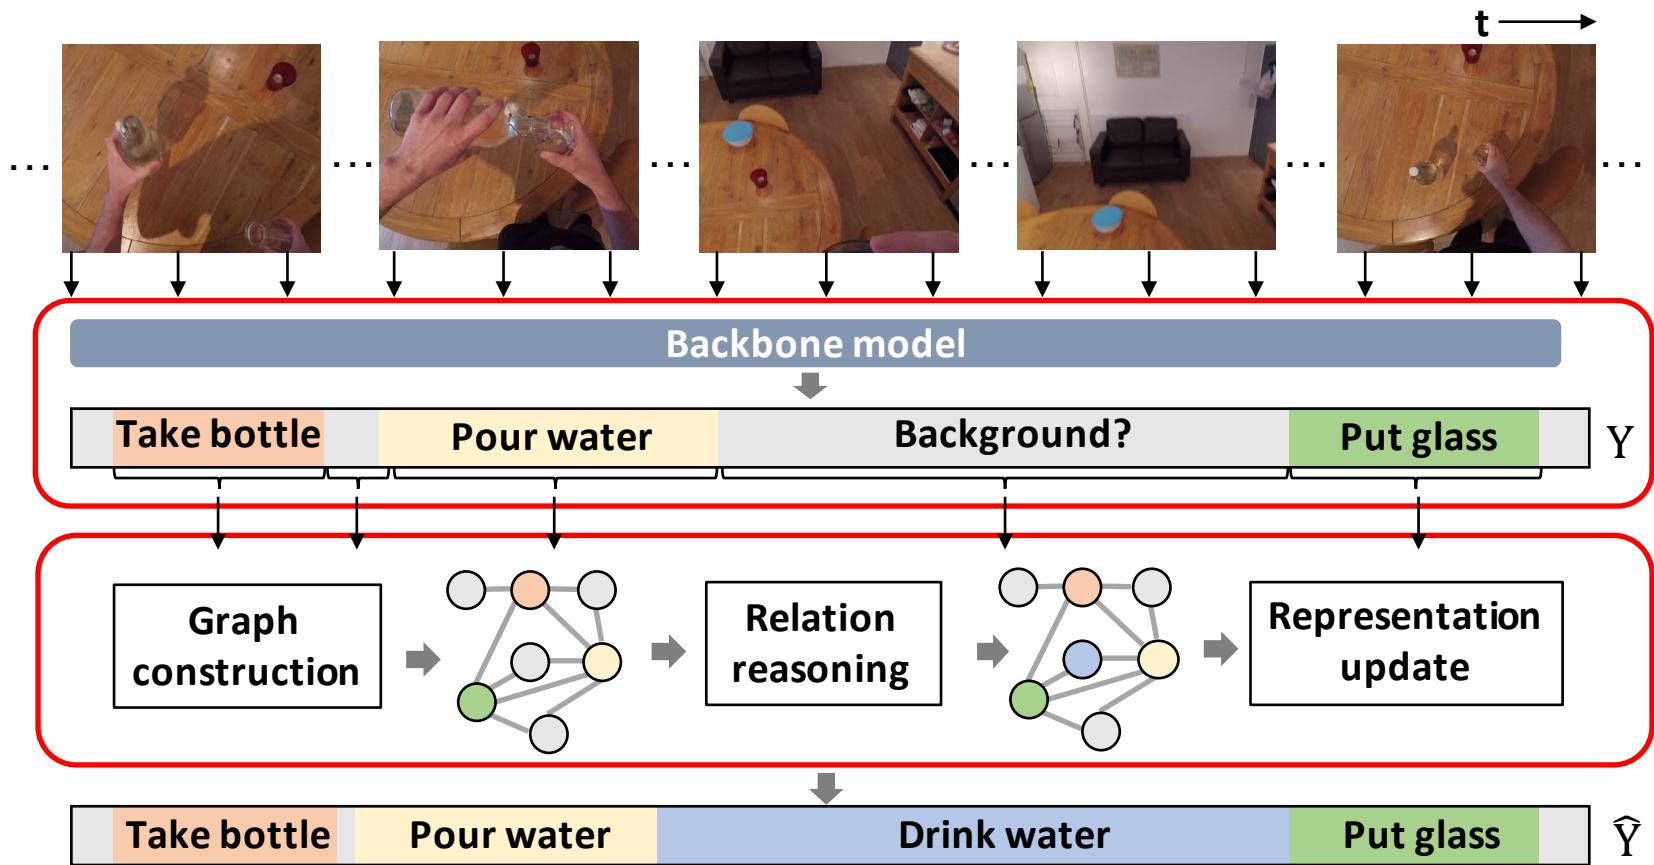 t
... ... ... ... ... ...
Backbone model
Take bottle Pour water Background? Put glass Y
Graph
construction
Relation
reasoning
Representation
update
Take bottle Pour water Drink water Put glass Ŷ